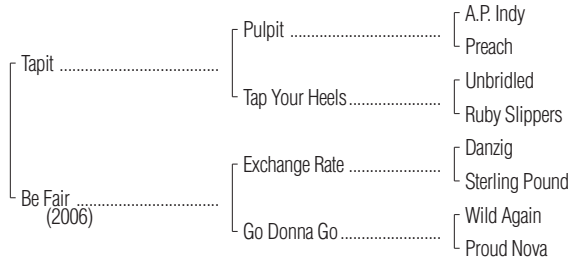 A.P. Indy
Pulpit
Preach
Tapit
Unbridled
Tap Your Heels
Ruby Slippers
Danzig
Exchange Rate
Sterling Pound
Be Fair
(2006)
Wild Again
Go Donna Go
Proud Nova